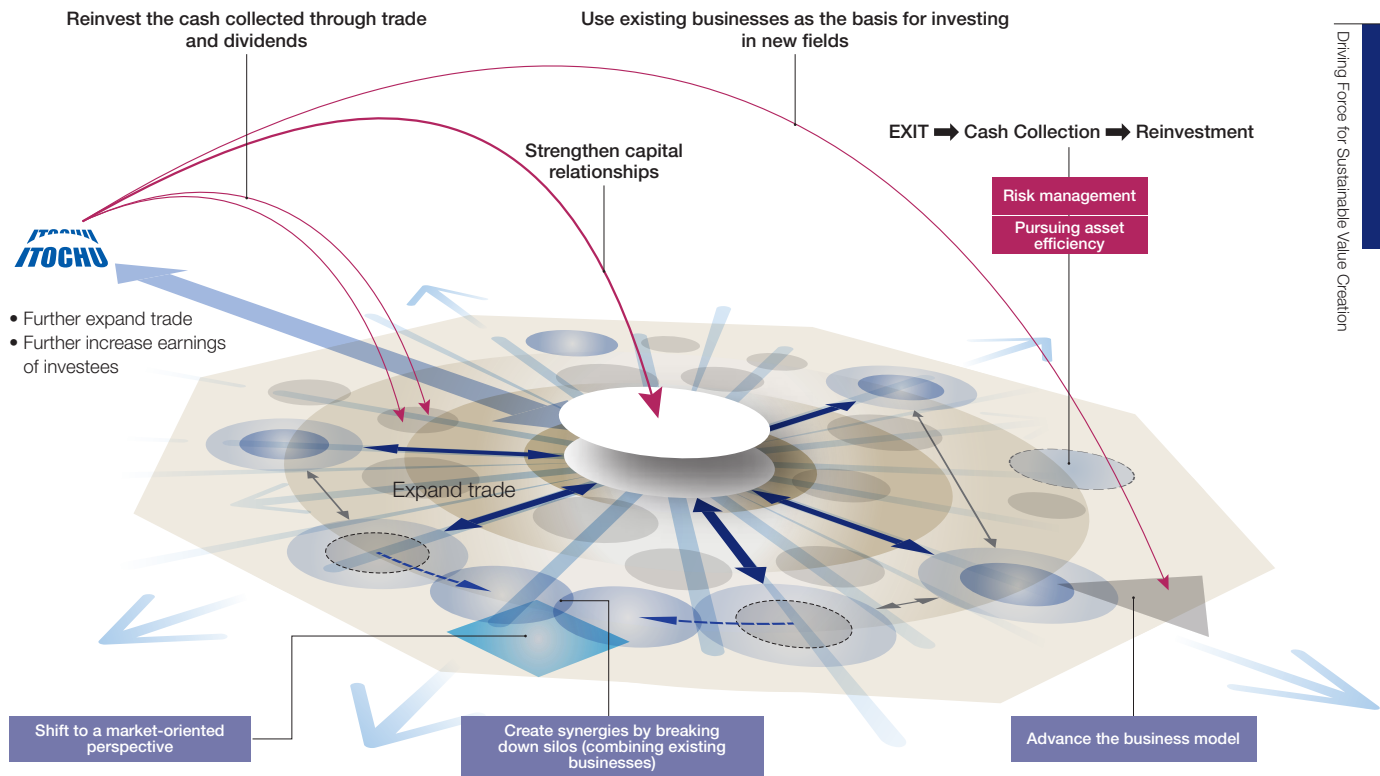 Reinvest the cash collected through trade
and dividends
Use existing businesses as the basis for investing
in new fields
Driving Force for Sustainable Value Creation
EXIT ➡ Cash Collection ➡ Reinvestment
Strengthen capital
relationships
Risk management
Pursuing asset
efficiency
ITOCHU
ITOCHU
• Further expand trade
• Further increase earnings
of investees
Expand trade
Shift to a market-oriented
perspective
Create synergies by breaking
down silos (combining existing
businesses)
Advance the business model